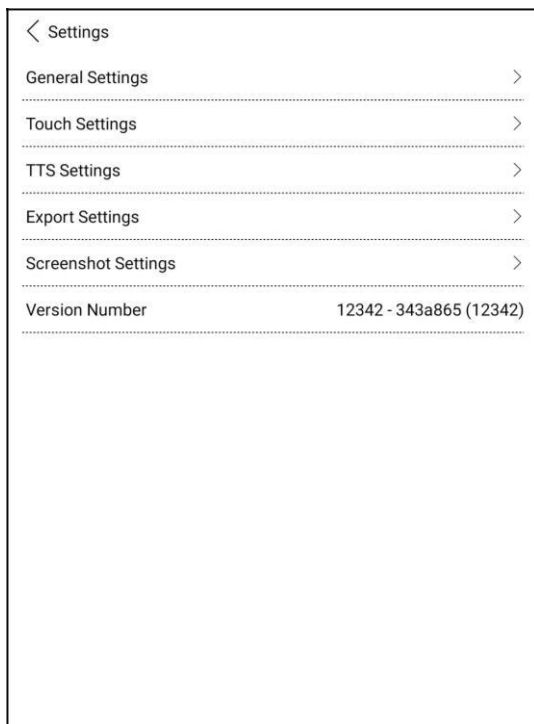 Settings
General Settings
Touch Settings
TTS Settings
Export Settings
Screenshot Settings
Version Number 12342 - 343a865 (12342)